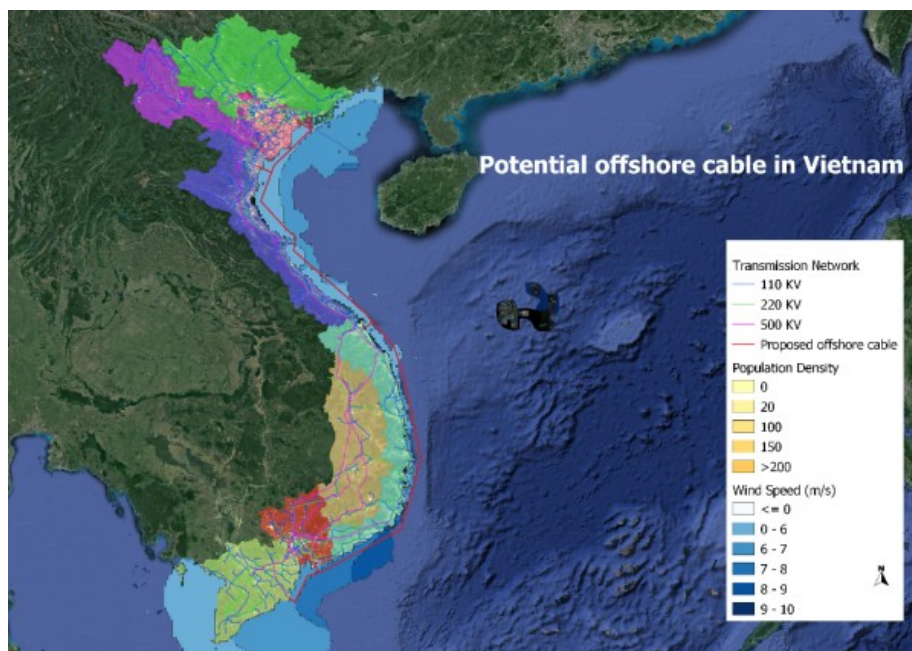 Potential offshore cable in Vietnam
Transmission Network
110 KV
220 KV
500 KV
Proposed offshore cable
Population Density
0
20
100
150
>200
Wind Speed (m/s)
<= 0
0 - 6
6 - 7
7 - 8
8 - 9
9 - 10
N